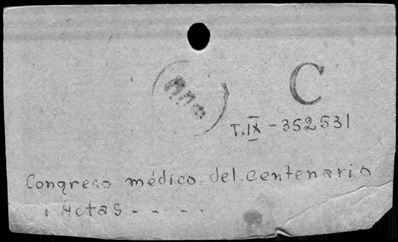 C
T. IX - 352531
Congreso médico del centenario
Actas - - - -